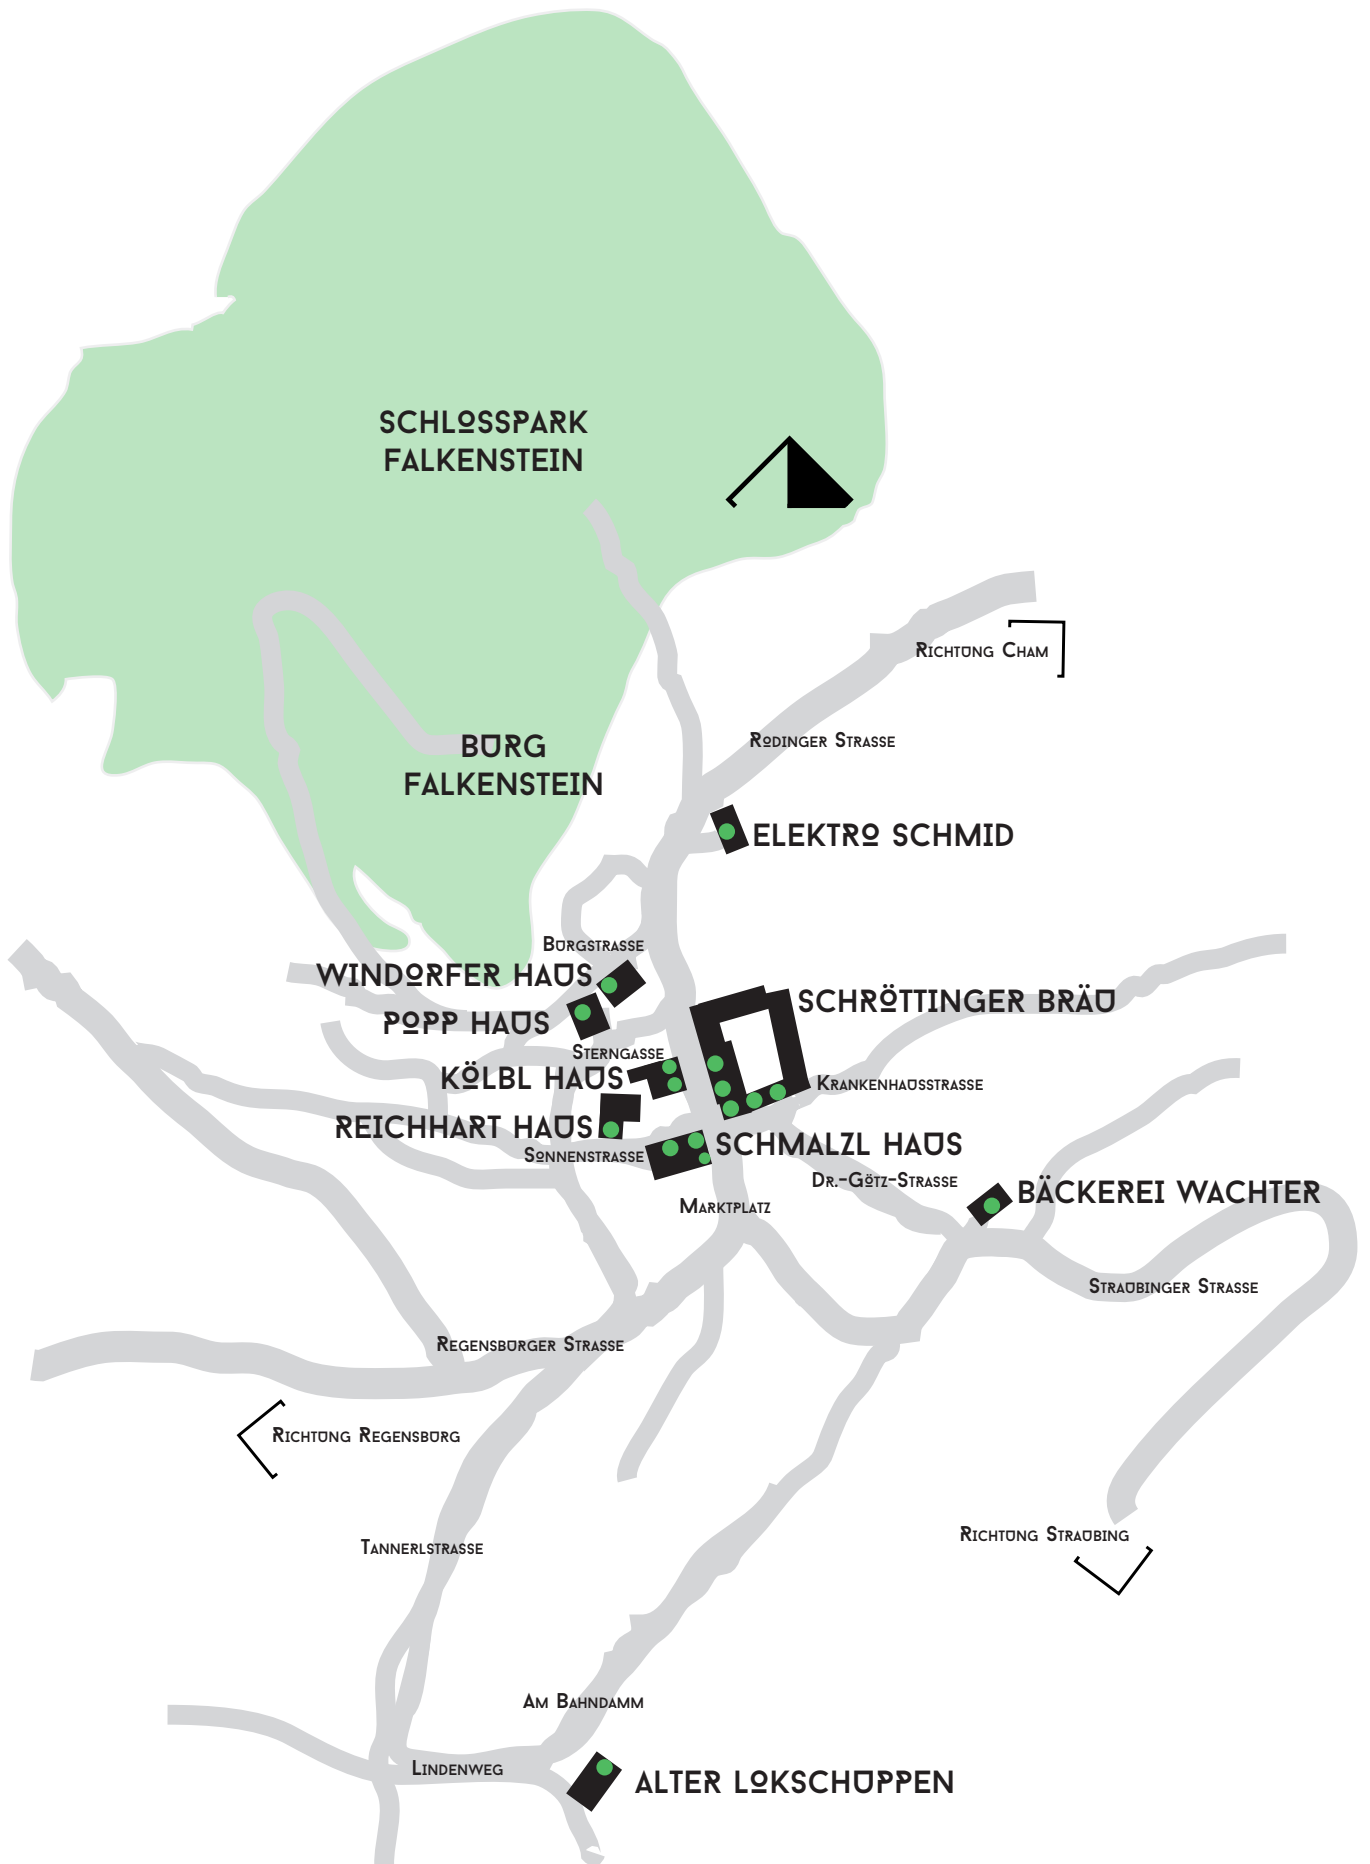 SCHLOSSPARK
FALKENSTEIN
RICHTUNG CHAM
RODINGER STRASSE
BURG
FALKENSTEIN
ELEKTRO SCHMID
BURGSTRASSE
WINDORFER HAUS
SCHRÖTTINGER BRÄU
POPP HAUS
STERNGASSE
KÖLBL HAUS
KRANKENHAUSSTRASSE
REICHHART HAUS
SCHMALZL HAUS
SONNENSTRASSE
DR.-GÖTZ-STRASSE
BÄCKEREI WACHTER
MARKTPLATZ
STRAUBINGER STRASSE
REGENSBURGER STRASSE
RICHTUNG REGENSBURG
RICHTUNG STRAUBING
TANNERLSTRASSE
AM BAHNDAMM
LINDENWEG
ALTER LOKSCHUPPEN